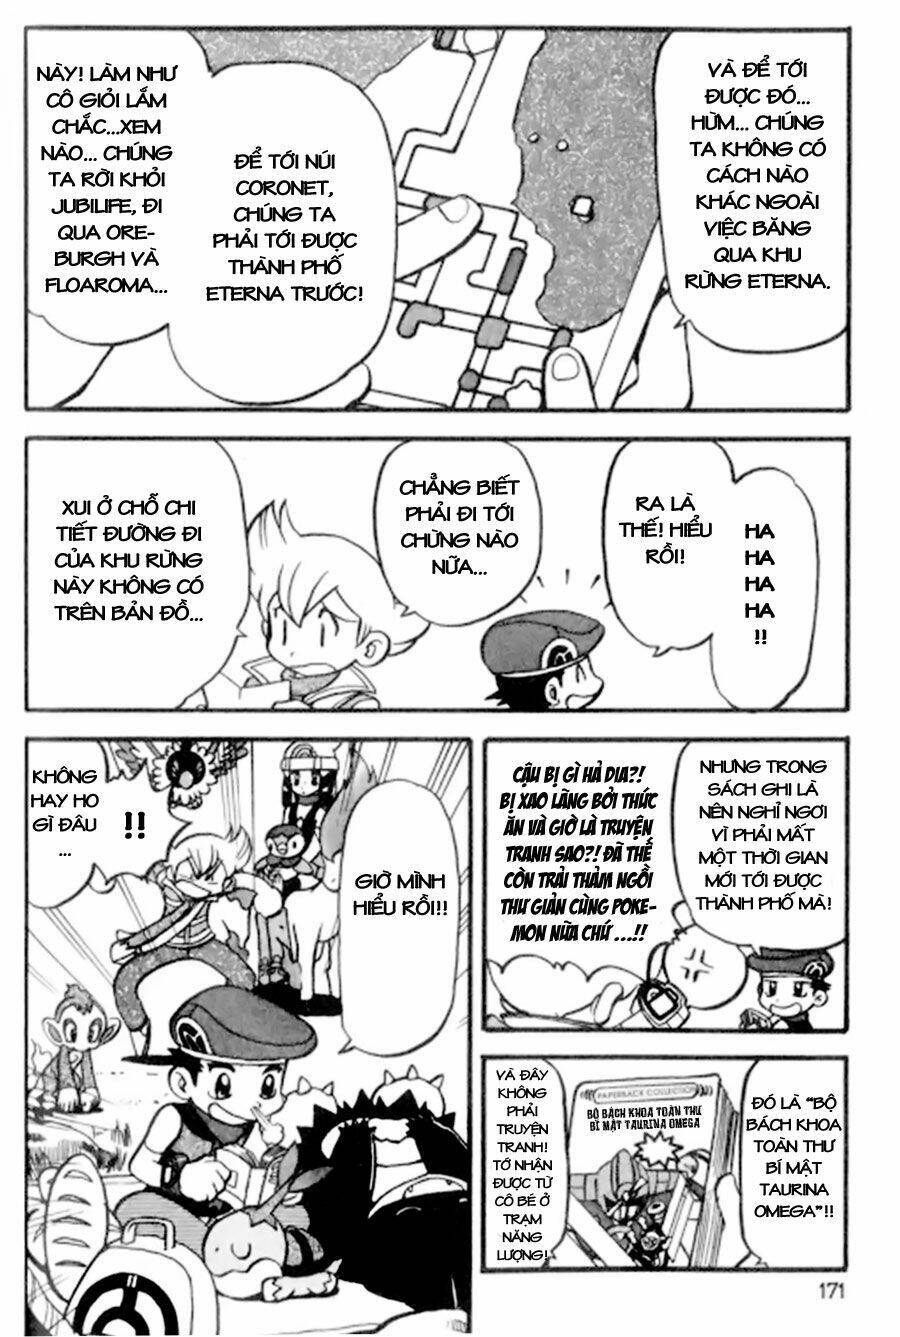 NÀY! LÀM NHƯ
CÔ GIỎI LẮM
CHẮC...XEM
NÀO... CHÚNG
TA RỜI KHỎI
JUBILIFE, ĐI
QUA ORE-
BURGH VÀ
FLOAROMA...
ĐỂ TỚI NÚI
CORONET,
CHÚNG TA
PHẢI TỚI ĐƯỢC
THÀNH PHỐ
ETERNA TRƯỚC!
VÀ ĐỂ TỚI
ĐƯỢC ĐÓ...
HỪM... CHÚNG
TA KHÔNG CÓ
CÁCH NÀO
KHÁC NGOÀI
VIỆC BĂNG
QUA KHU
RỪNG ETERNA.
XUI Ở CHỖ CHI
TIẾT ĐƯỜNG ĐI
CỦA KHU RỪNG
NÀY KHÔNG CÓ
TRÊN BẢN ĐỒ...
CHẲNG BIẾT
PHẢI ĐI TỚI
CHỪNG NÀO
NỮA...
RA LÀ
THẾ! HIỂU
RỒI!
HA
HA
HA
HA
!!
KHÔNG
HAY HO
GÌ ĐÂU
...
!!
GIỜ MÌNH
HIỂU RỒI!!
CẬU BỊ GÌ HẢ DIA?!
BỊ XAO LÃNG BỞI THỨC
ĂN VÀ GIỜ LÀ TRUYỆN
TRANH SAO?! ĐÃ THẾ
CÒN TRẢI THẢM NGỒI
THƯ GIẢN CÙNG POKE-
MON NỮA CHỨ ...!!
NHƯNG TRONG
SÁCH GHI LÀ
NÊN NGHỈ NGƠI
VÌ PHẢI MẤT
MỘT THỜI GIAN
MỚI TỚI ĐƯỢC
THÀNH PHỐ MÀ!
VÀ ĐÂY
KHÔNG
PHẢI
TRUYỆN
TRANH!
TỚ NHẬN
ĐƯỢC TỪ
CÔ BÉ Ở
TRẠM
NĂNG
LƯỢNG!
PAPERBACK COLLECTION
BỘ BÁCH KHOA TOÀN THƯ
BÍ MẬT TAURINA OMEGA
ĐÓ LÀ "BỘ
BÁCH KHOA
TOÀN THƯ
BÍ MẬT
TAURINA
OMEGA"!!
171